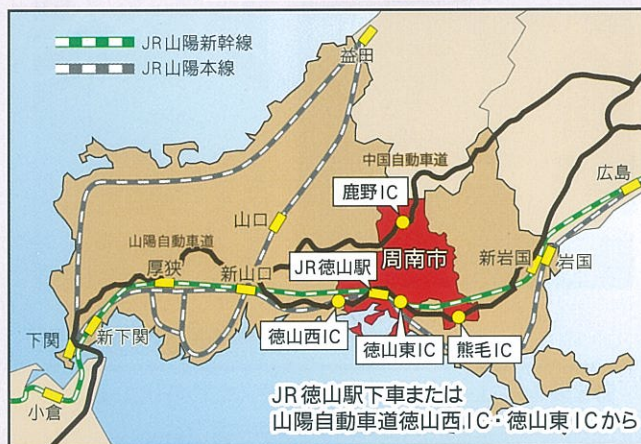 JR山陽新幹線
JR山陽本線
益田
中国自動車道
広島
鹿野IC
山口
周南市
山陽自動車道
JR徳山駅
新岩国
岩国
厚狭
新山口
下関
新下関
徳山西IC
徳山東IC
熊毛IC
小倉
JR徳山駅下車または
山陽自動車道徳山西IC・徳山東ICから